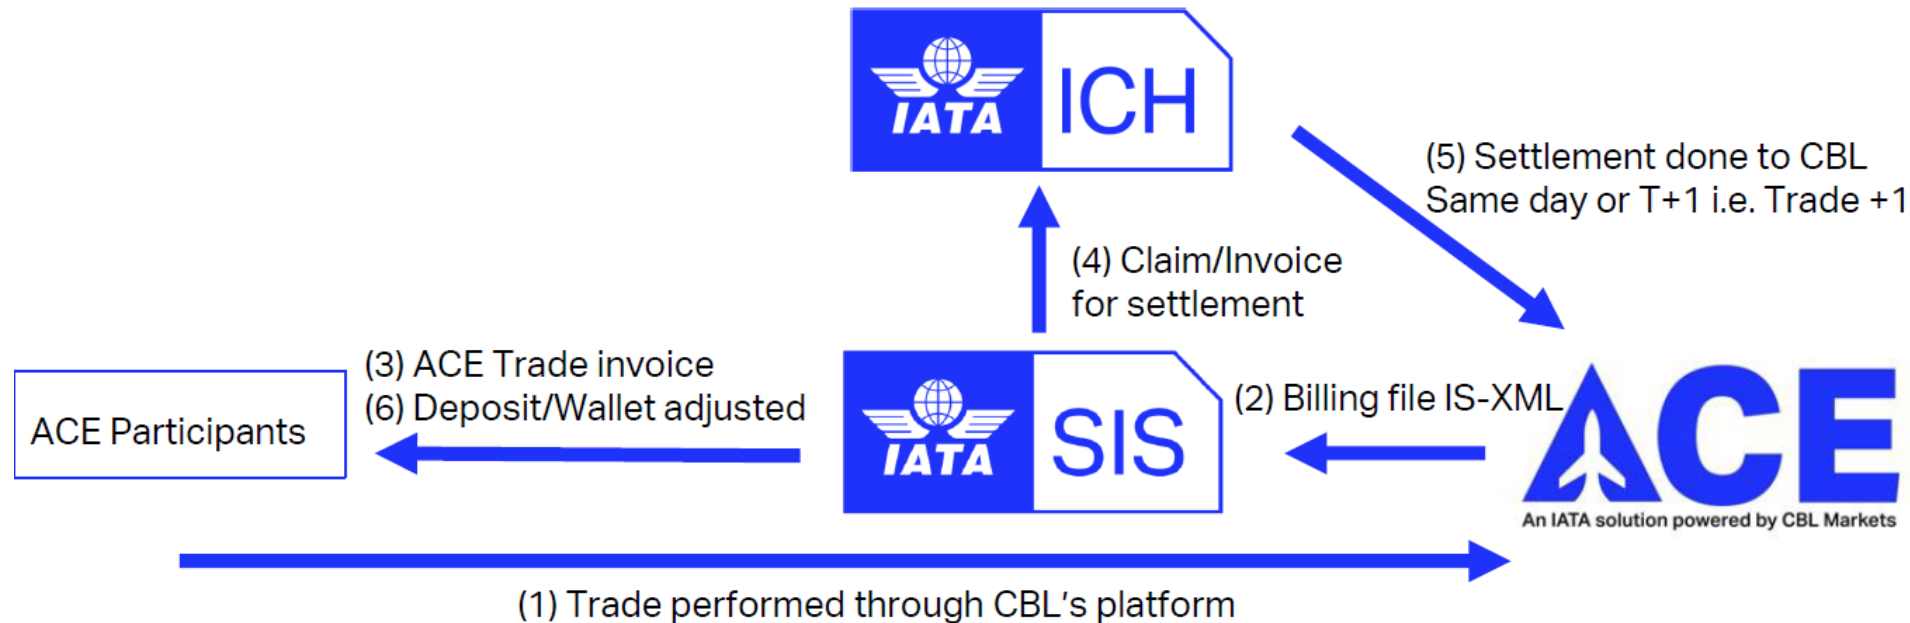 IATA
ICH
(5) Settlement done to CBL
Same day or T+1 i.e. Trade +1
(4) Claim/Invoice
for settlement
(3) ACE Trade invoice
(6) Deposit/Wallet adjusted
ACE Participants
IATA
SIS
(2) Billing file IS-XML
ACE
An IATA solution powered by CBL Markets
(1) Trade performed through CBL's platform